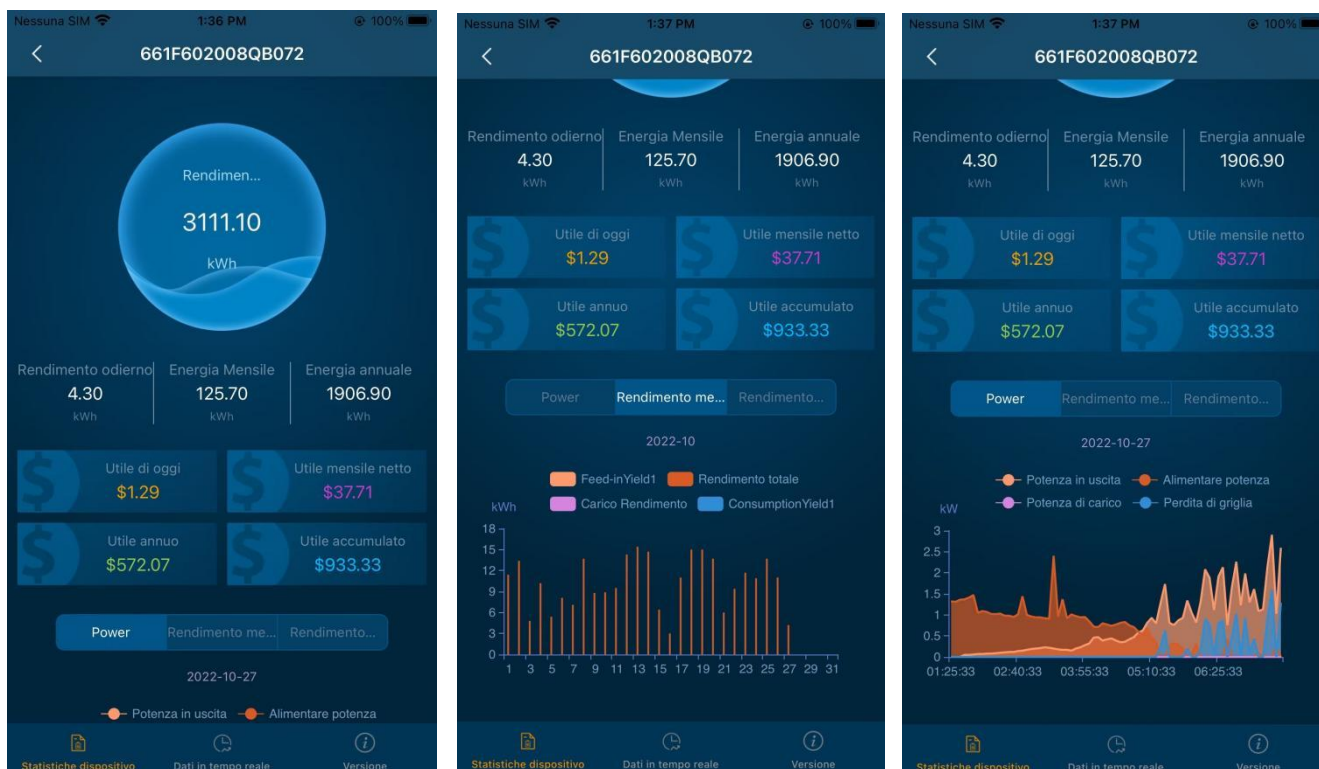 Nessuna SIM 1:36 PM 100%
661F602008QB072
Rendimen...
3111.10
kWh
Rendimento odierno Energia Mensile Energia annuale
4.30 125.70 1906.90
kWh kWh kWh
Utile di oggi Utile mensile netto
$1.29 $37.71
Utile annuo Utile accumulato
$572.07 $933.33
Power Rendimento me... Rendimento...
2022-10-27
Potenza in uscita Alimentare potenza
Statistiche dispositivo Dati in tempo reale Versione
Nessuna SIM 1:37 PM 100%
661F602008QB072
Rendimento odierno Energia Mensile Energia annuale
4.30 125.70 1906.90
kWh kWh kWh
Utile di oggi Utile mensile netto
$1.29 $37.71
Utile annuo Utile accumulato
$572.07 $933.33
Power Rendimento me... Rendimento...
2022-10
Feed-inYield1 Rendimento totale
Carico Rendimento ConsumptionYield1
kWh
18
15
12
9
6
3
0
1 3 5 7 9 11 13 15 17 19 21 23 25 27 29 31
Statistiche dispositivo Dati in tempo reale Versione
Nessuna SIM 1:37 PM 100%
661F602008QB072
Rendimento odierno Energia Mensile Energia annuale
4.30 125.70 1906.90
kWh kWh kWh
Utile di oggi Utile mensile netto
$1.29 $37.71
Utile annuo Utile accumulato
$572.07 $933.33
Power Rendimento me... Rendimento...
2022-10-27
Potenza in uscita Alimentare potenza
Potenza di carico Perdita di griglia
kW
3
2.5
2
1.5
1
0.5
0
01:25:33 02:40:33 03:55:33 05:10:33 06:25:33
Statistiche dispositivo Dati in tempo reale Versione